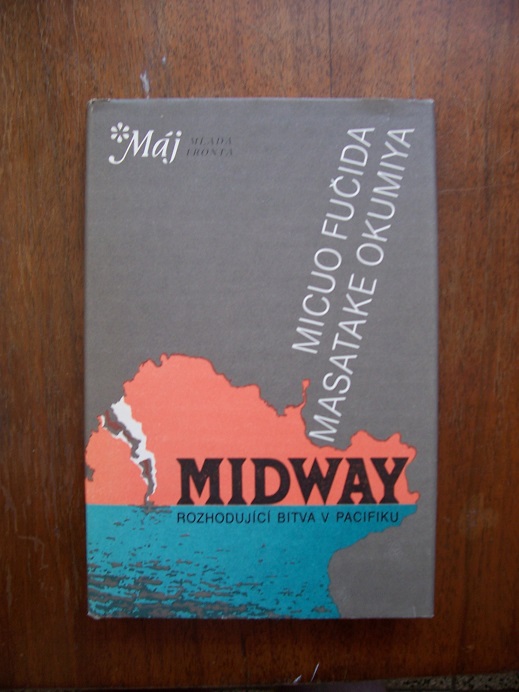 Máj MLADÁ
FRONTA
MICUO FUČIDA
MASATAKE OKUMIYA
MIDWAY
ROZHODUJÍCÍ BITVA V PACIFIKU